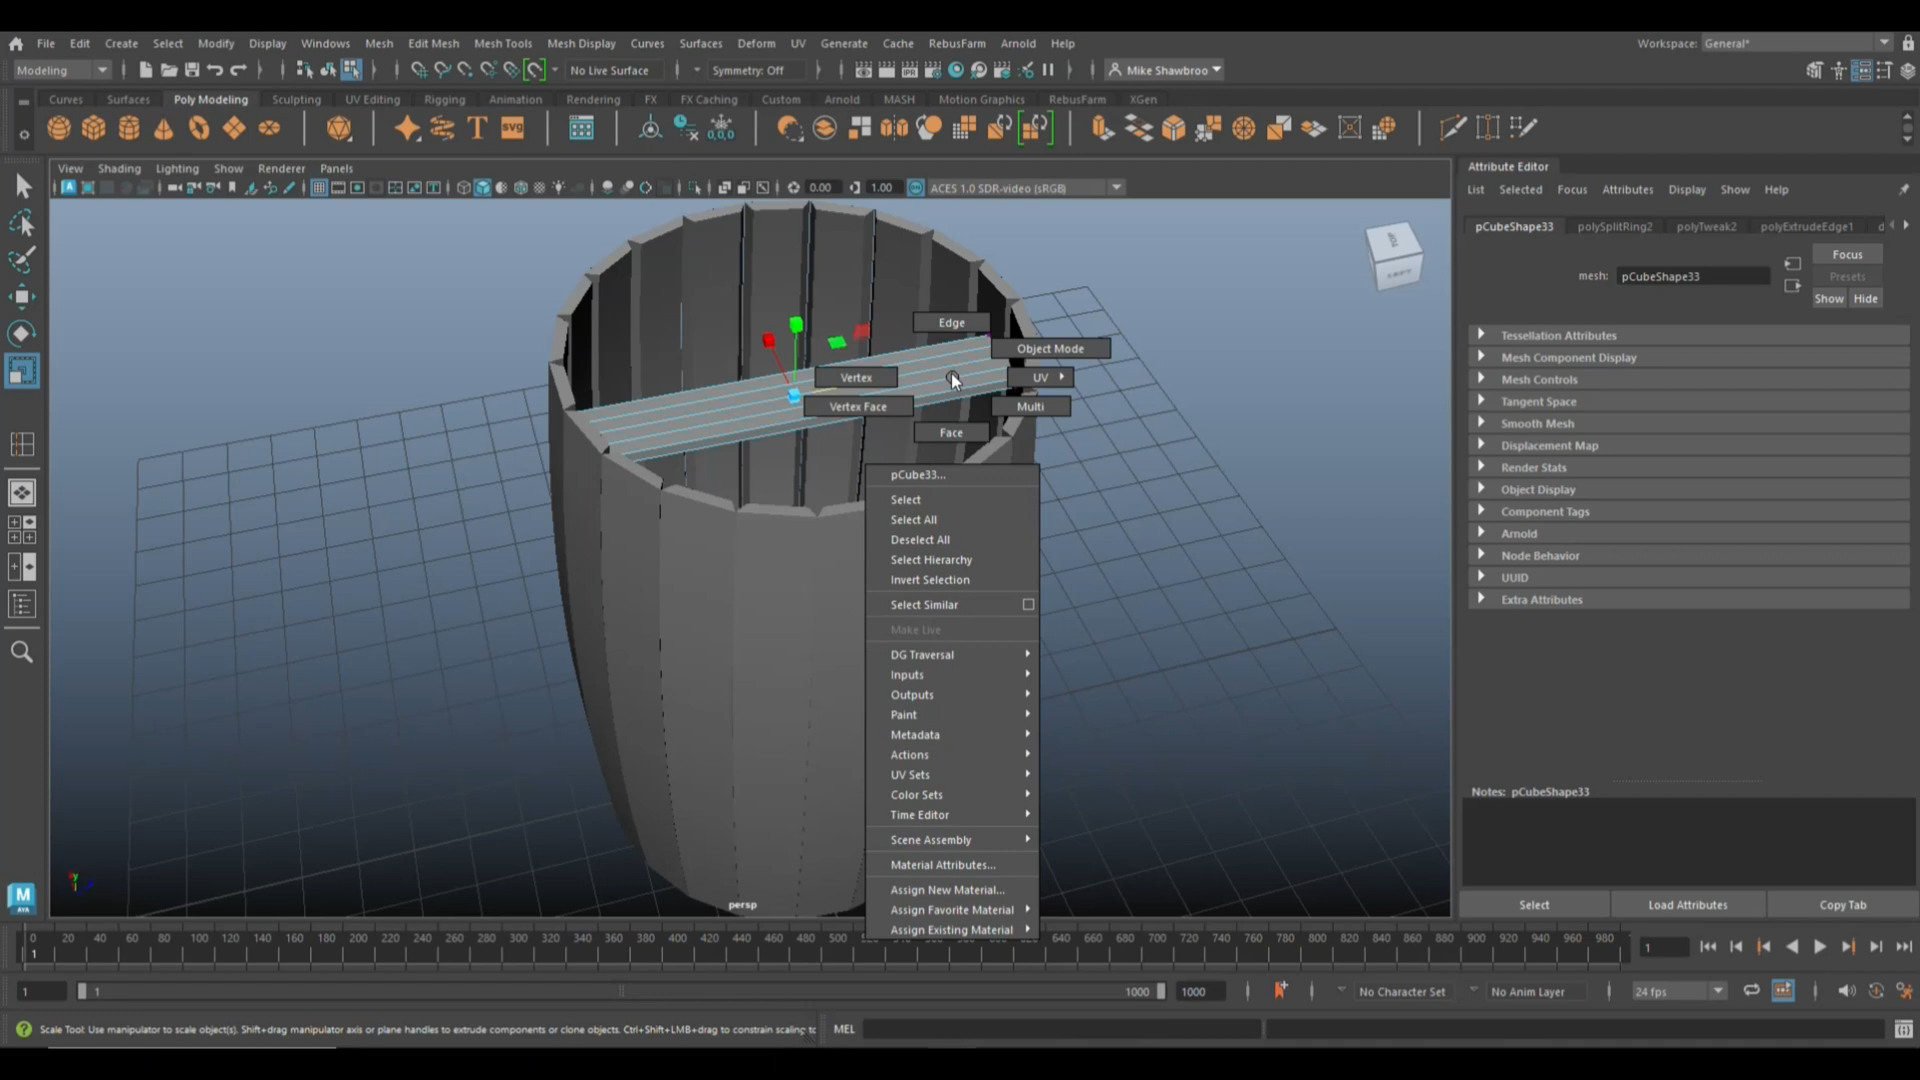 File Edit Create Select Modify Display Windows Mesh Edit Mesh Mesh Tools Mesh Display Curves Surfaces Deform UV Generate Cache RebusFarm Arnold Help Workspace: General*
Modeling No Live Surface Symmetry: Off IPR Mike Shawbroo
Curves Surfaces Poly Modeling Sculpting UV Editing Rigging Animation Rendering FX FX Caching Custom Arnold MASH Motion Graphics RebusFarm XGen
T SVG 0,0,0
View Shading Lighting Show Renderer Panels
0.00 1.00 ACES 1.0 SDR-video (sRGB)
TOP
LEFT
Edge
Object Mode
Vertex
UV
Vertex Face
Multi
Face
pCube33...
Select
Select All
Deselect All
Select Hierarchy
Invert Selection
Select Similar
Make Live
DG Traversal
Inputs
Outputs
Paint
Metadata
Actions
UV Sets
Color Sets
Time Editor
Scene Assembly
Material Attributes...
Assign New Material...
Assign Favorite Material
Assign Existing Material
persp
Attribute Editor
List Selected Focus Attributes Display Show Help
pCubeShape33 polySplitRing2 polyTweak2 polyExtrudeEdge1 d
Focus
mesh: pCubeShape33
Presets
Show Hide
Tessellation Attributes
Mesh Component Display
Mesh Controls
Tangent Space
Smooth Mesh
Displacement Map
Render Stats
Object Display
Component Tags
Arnold
Node Behavior
UUID
Extra Attributes
Notes: pCubeShape33
Select Load Attributes Copy Tab
0 20 40 60 80 100 120 140 160 180 200 220 240 260 280 300 320 340 360 380 400 420 440 460 480 500 640 660 680 700 720 740 760 780 800 820 840 860 880 900 920 940 960 980
1 1
1 1 1000 1000 No Character Set No Anim Layer 24 fps
Scale Tool: Use manipulator to scale object(s). Shift+drag manipulator axis or plane handles to extrude components or clone objects. Ctrl+Shift+LMB+drag to constrain scaling to MEL